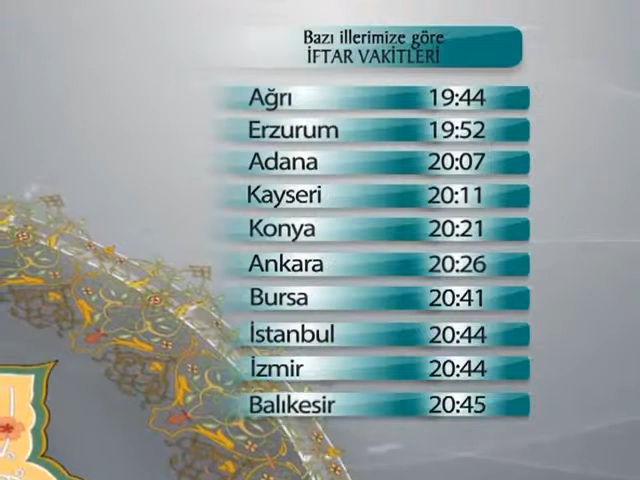 Bazı illerimize göre
İFTAR VAKİTLERİ
Ağrı 19:44
Erzurum 19:52
Adana 20:07
Kayseri 20:11
Konya 20:21
Ankara 20:26
Bursa 20:41
İstanbul 20:44
İzmir 20:44
Balıkesir 20:45